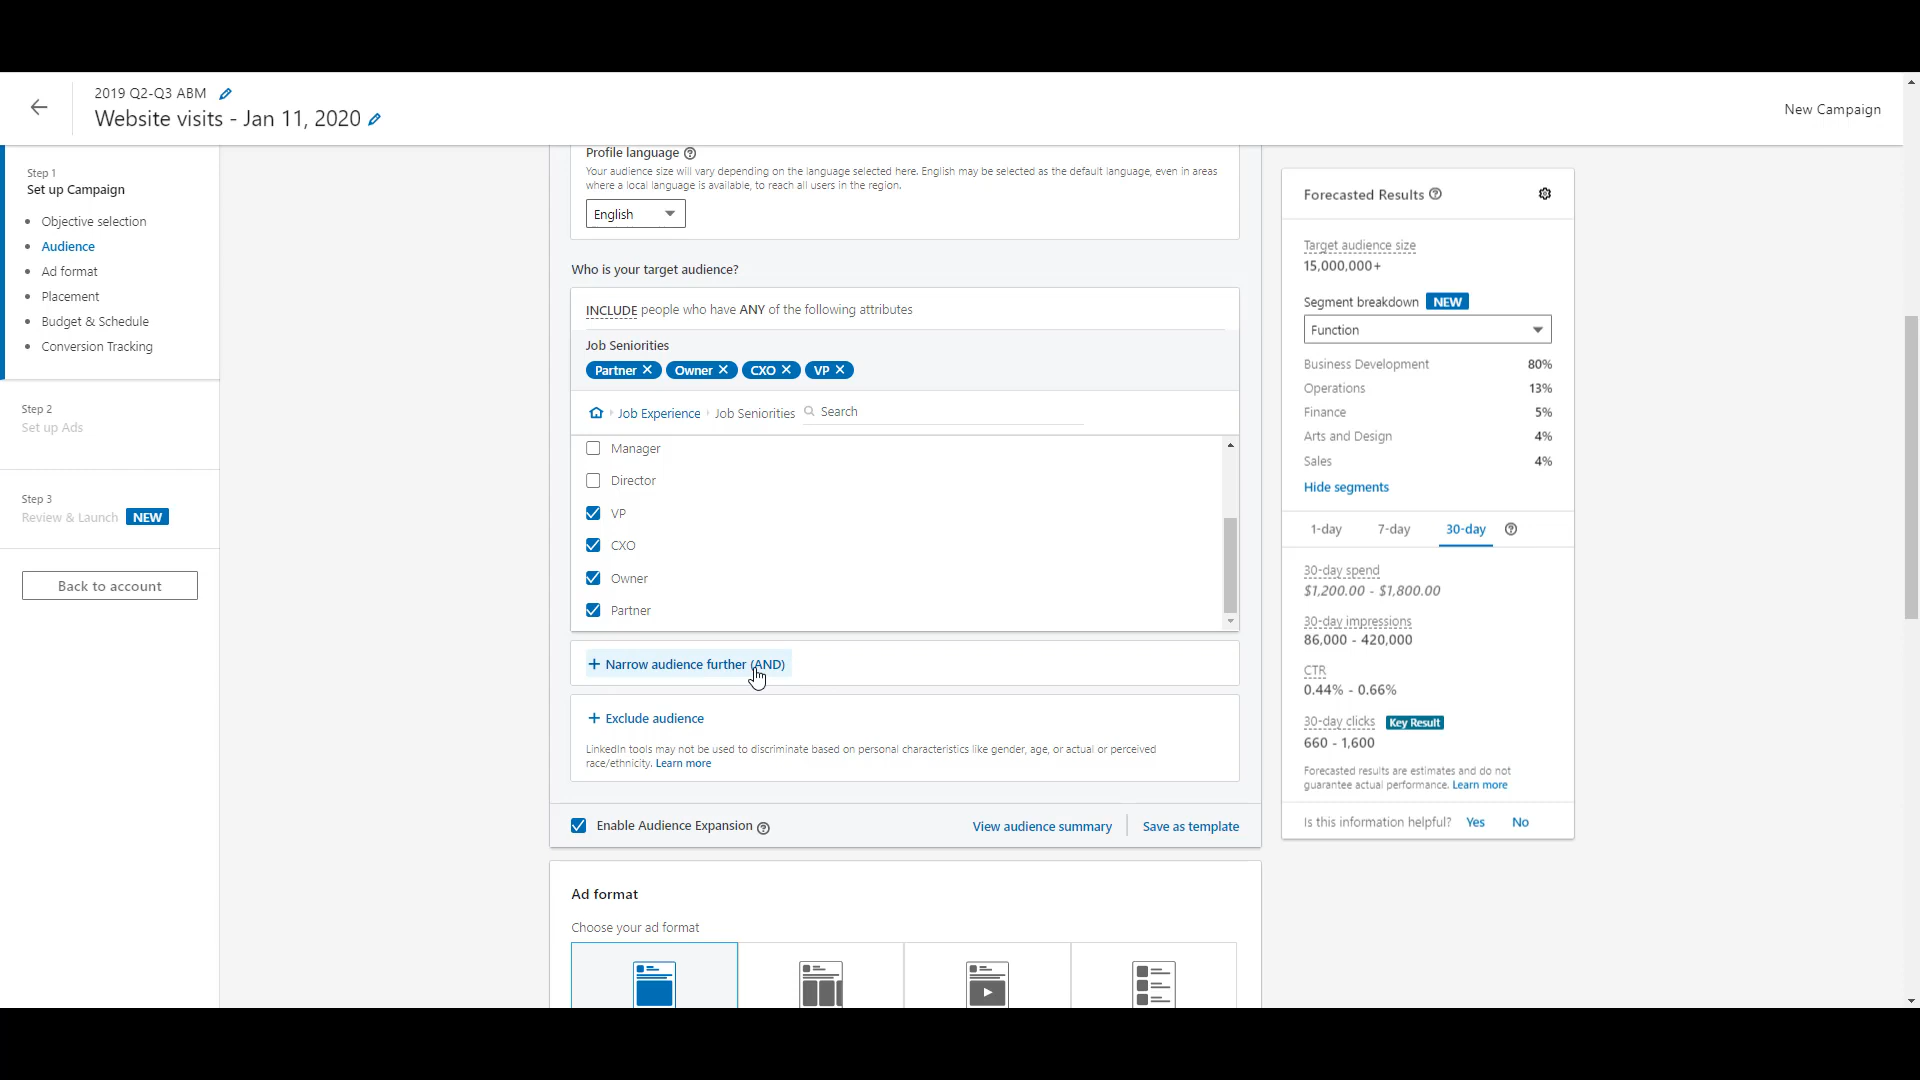 2019 Q2-Q3 ABM
Website visits - Jan 11, 2020
New Campaign
Step 1
Set up Campaign
Objective selection
Audience
Ad format
Placement
Budget & Schedule
Conversion Tracking
Step 2
Set up Ads
Step 3
Review & Launch NEW
Back to account
Profile language
Your audience size will vary depending on the language selected here. English may be selected as the default language, even in areas
where a local language is available, to reach all users in the region.
English
Who is your target audience?
INCLUDE people who have ANY of the following attributes
Job Seniorities
Partner Owner CXO VP
Job Experience Job Seniorities Search
Manager
Director
VP
CXO
Owner
Partner
+ Narrow audience further (AND)
+ Exclude audience
LinkedIn tools may not be used to discriminate based on personal characteristics like gender, age, or actual or perceived
race/ethnicity. Learn more
Enable Audience Expansion View audience summary Save as template
Ad format
Choose your ad format
Forecasted Results
Target audience size
15,000,000+
Segment breakdown NEW
Function
Business Development 80%
Operations 13%
Finance 5%
Arts and Design 4%
Sales 4%
Hide segments
1-day 7-day 30-day
30-day spend
$1,200.00 - $1,800.00
30-day impressions
86,000 - 420,000
CTR
0.44% - 0.66%
30-day clicks Key Result
660 - 1,600
Forecasted results are estimates and do not
guarantee actual performance. Learn more
Is this information helpful? Yes No